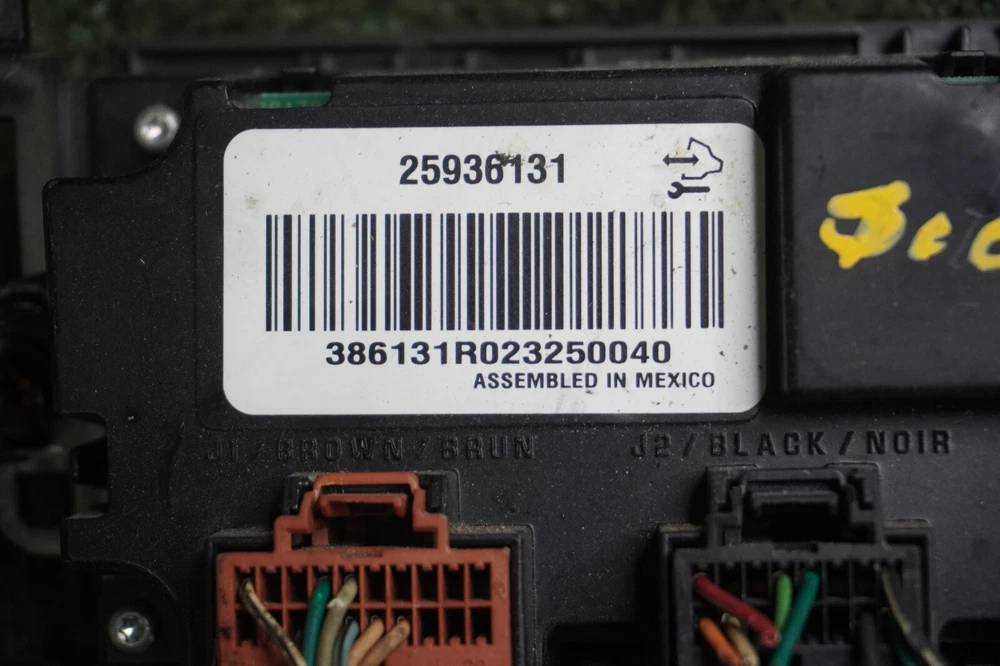 25936131
386131R023250040
ASSEMBLED IN MEXICO
J1 / BROWN / BRUN
J2 / BLACK / NOIR